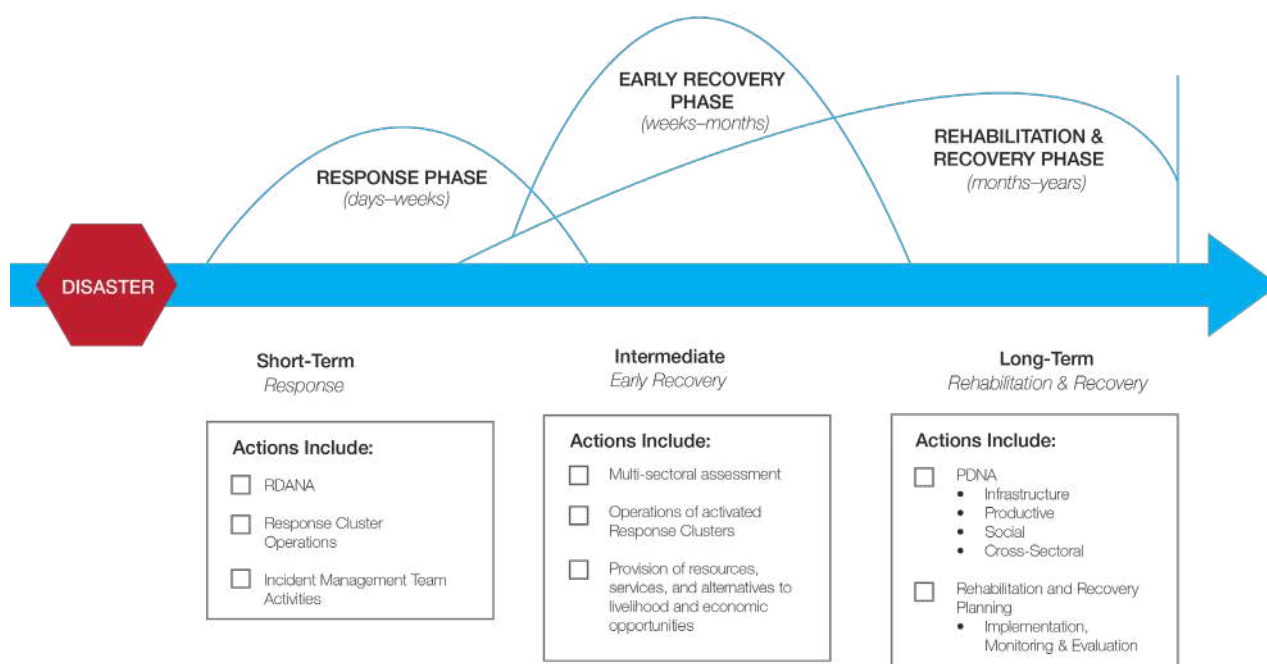 EARLY RECOVERY
PHASE
(weeks–months)
RESPONSE PHASE
(days–weeks)
REHABILITATION &
RECOVERY PHASE
(months–years)
DISASTER
Short-Term
Response
Actions Include:
RDANA
Response Cluster
Operations
Incident Management Team
Activities
Intermediate
Early Recovery
Actions Include:
Multi-sectoral assessment
Operations of activated
Response Clusters
Provision of resources,
services, and alternatives to
livelihood and economic
opportunities
Long-Term
Rehabilitation & Recovery
Actions Include:
PDNA
• Infrastructure
• Productive
• Social
• Cross-Sectoral
Rehabilitation and Recovery
Planning
• Implementation,
Monitoring & Evaluation